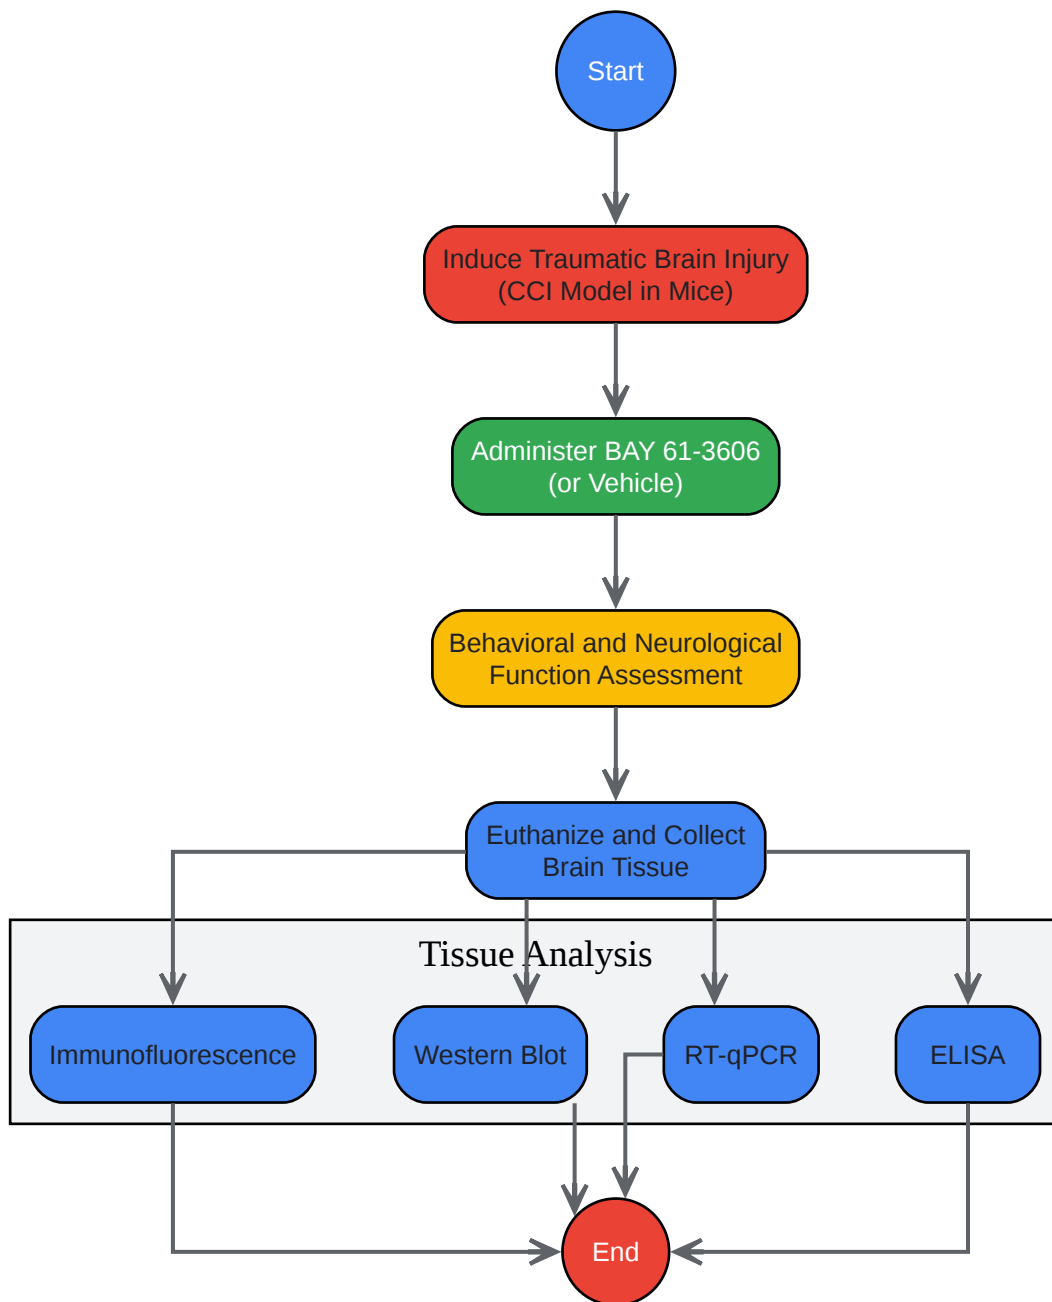 Start
Induce Traumatic Brain Injury
(CCI Model in Mice)
Administer BAY 61-3606
(or Vehicle)
Behavioral and Neurological
Function Assessment
Euthanize and Collect
Brain Tissue
Tissue Analysis
Immunofluorescence
Western Blot
RT-qPCR
ELISA
End